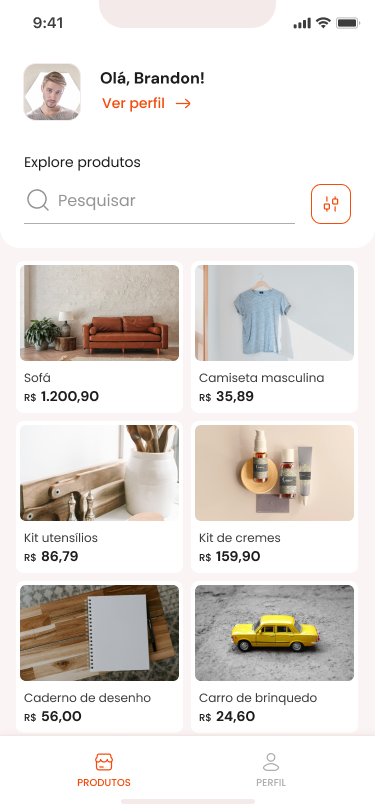 9:41
Olá, Brandon!
Ver perfil
Explore produtos
Pesquisar
Sofá
R$ 1.200,90
Camiseta masculina
R$ 35,89
Kit utensílios
R$ 86,79
Kit de cremes
R$ 159,90
Caderno de desenho
R$ 56,00
Carro de brinquedo
R$ 24,60
PRODUTOS
PERFIL